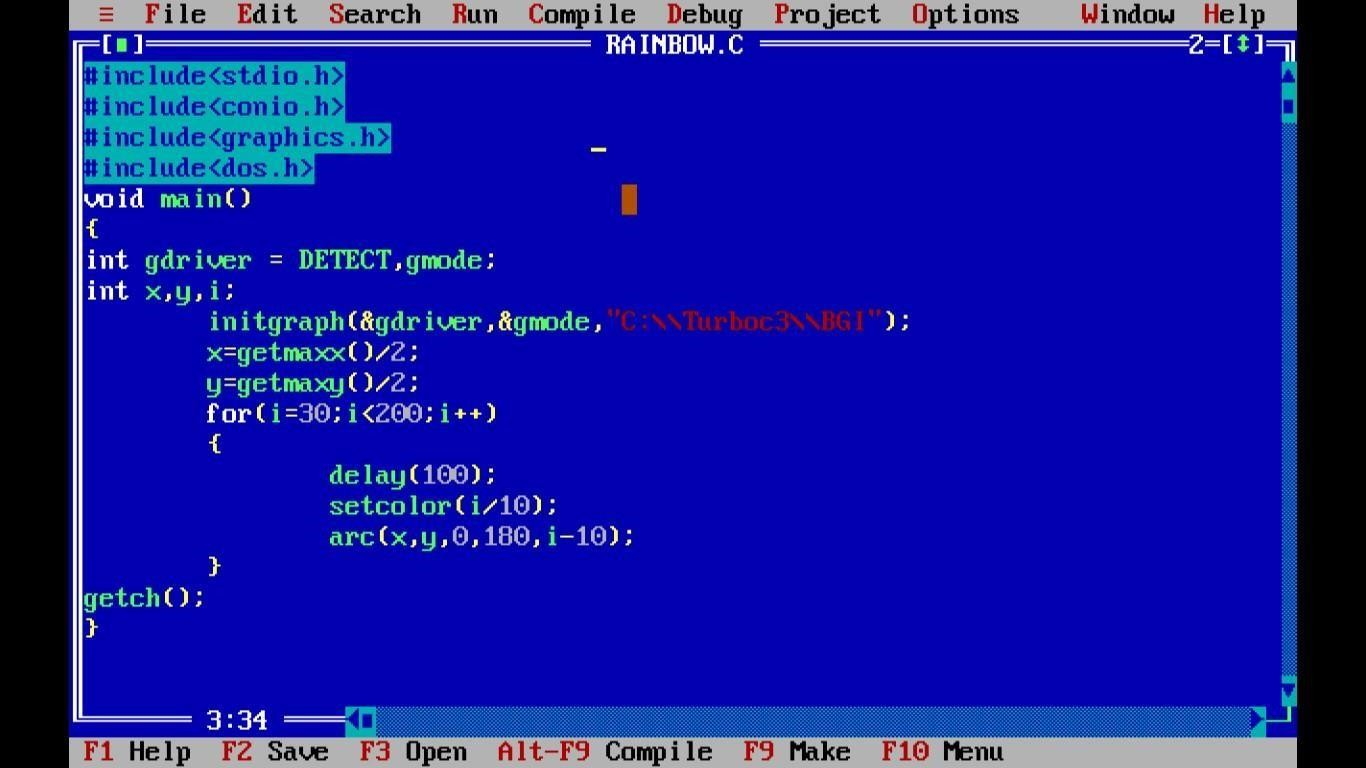 ≡ File Edit Search Run Compile Debug Project Options Window Help
[■] RAINBOW.C 2=[↕]
#include<stdio.h>
#include<conio.h>
#include<graphics.h>
#include<dos.h>
void main()
{
int gdriver = DETECT,gmode;
int x,y,i;
initgraph(&gdriver,&gmode,"C:\\Turboc3\\BGI");
x=getmaxx()/2;
y=getmaxy()/2;
for(i=30;i<200;i++)
{
delay(100);
setcolor(i/10);
arc(x,y,0,180,i-10);
}
getch();
}
3:34
F1 Help F2 Save F3 Open Alt-F9 Compile F9 Make F10 Menu